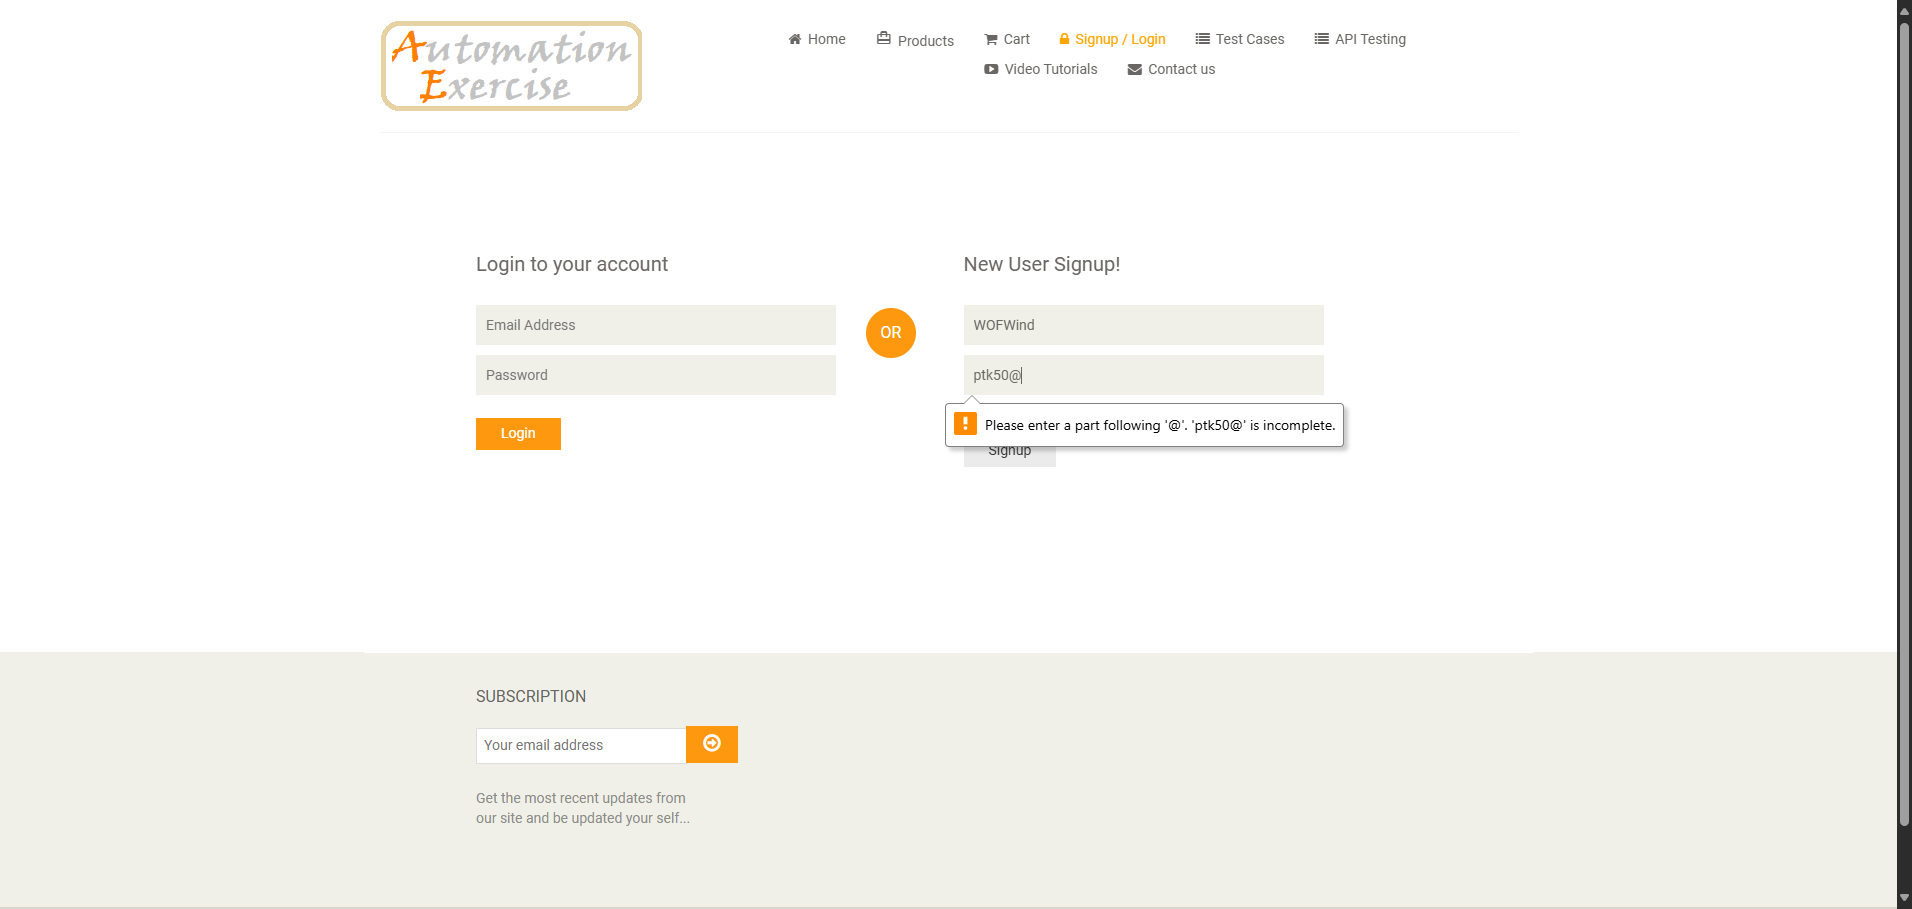 Automation
Exercise
Home
Products
Cart
Signup / Login
Test Cases
API Testing
Video Tutorials
Contact us
Login to your account
Email Address
Password
Login
OR
New User Signup!
WOFWind
ptk50@
Please enter a part following '@'. 'ptk50@' is incomplete.
Signup
SUBSCRIPTION
Your email address
Get the most recent updates from
our site and be updated your self...